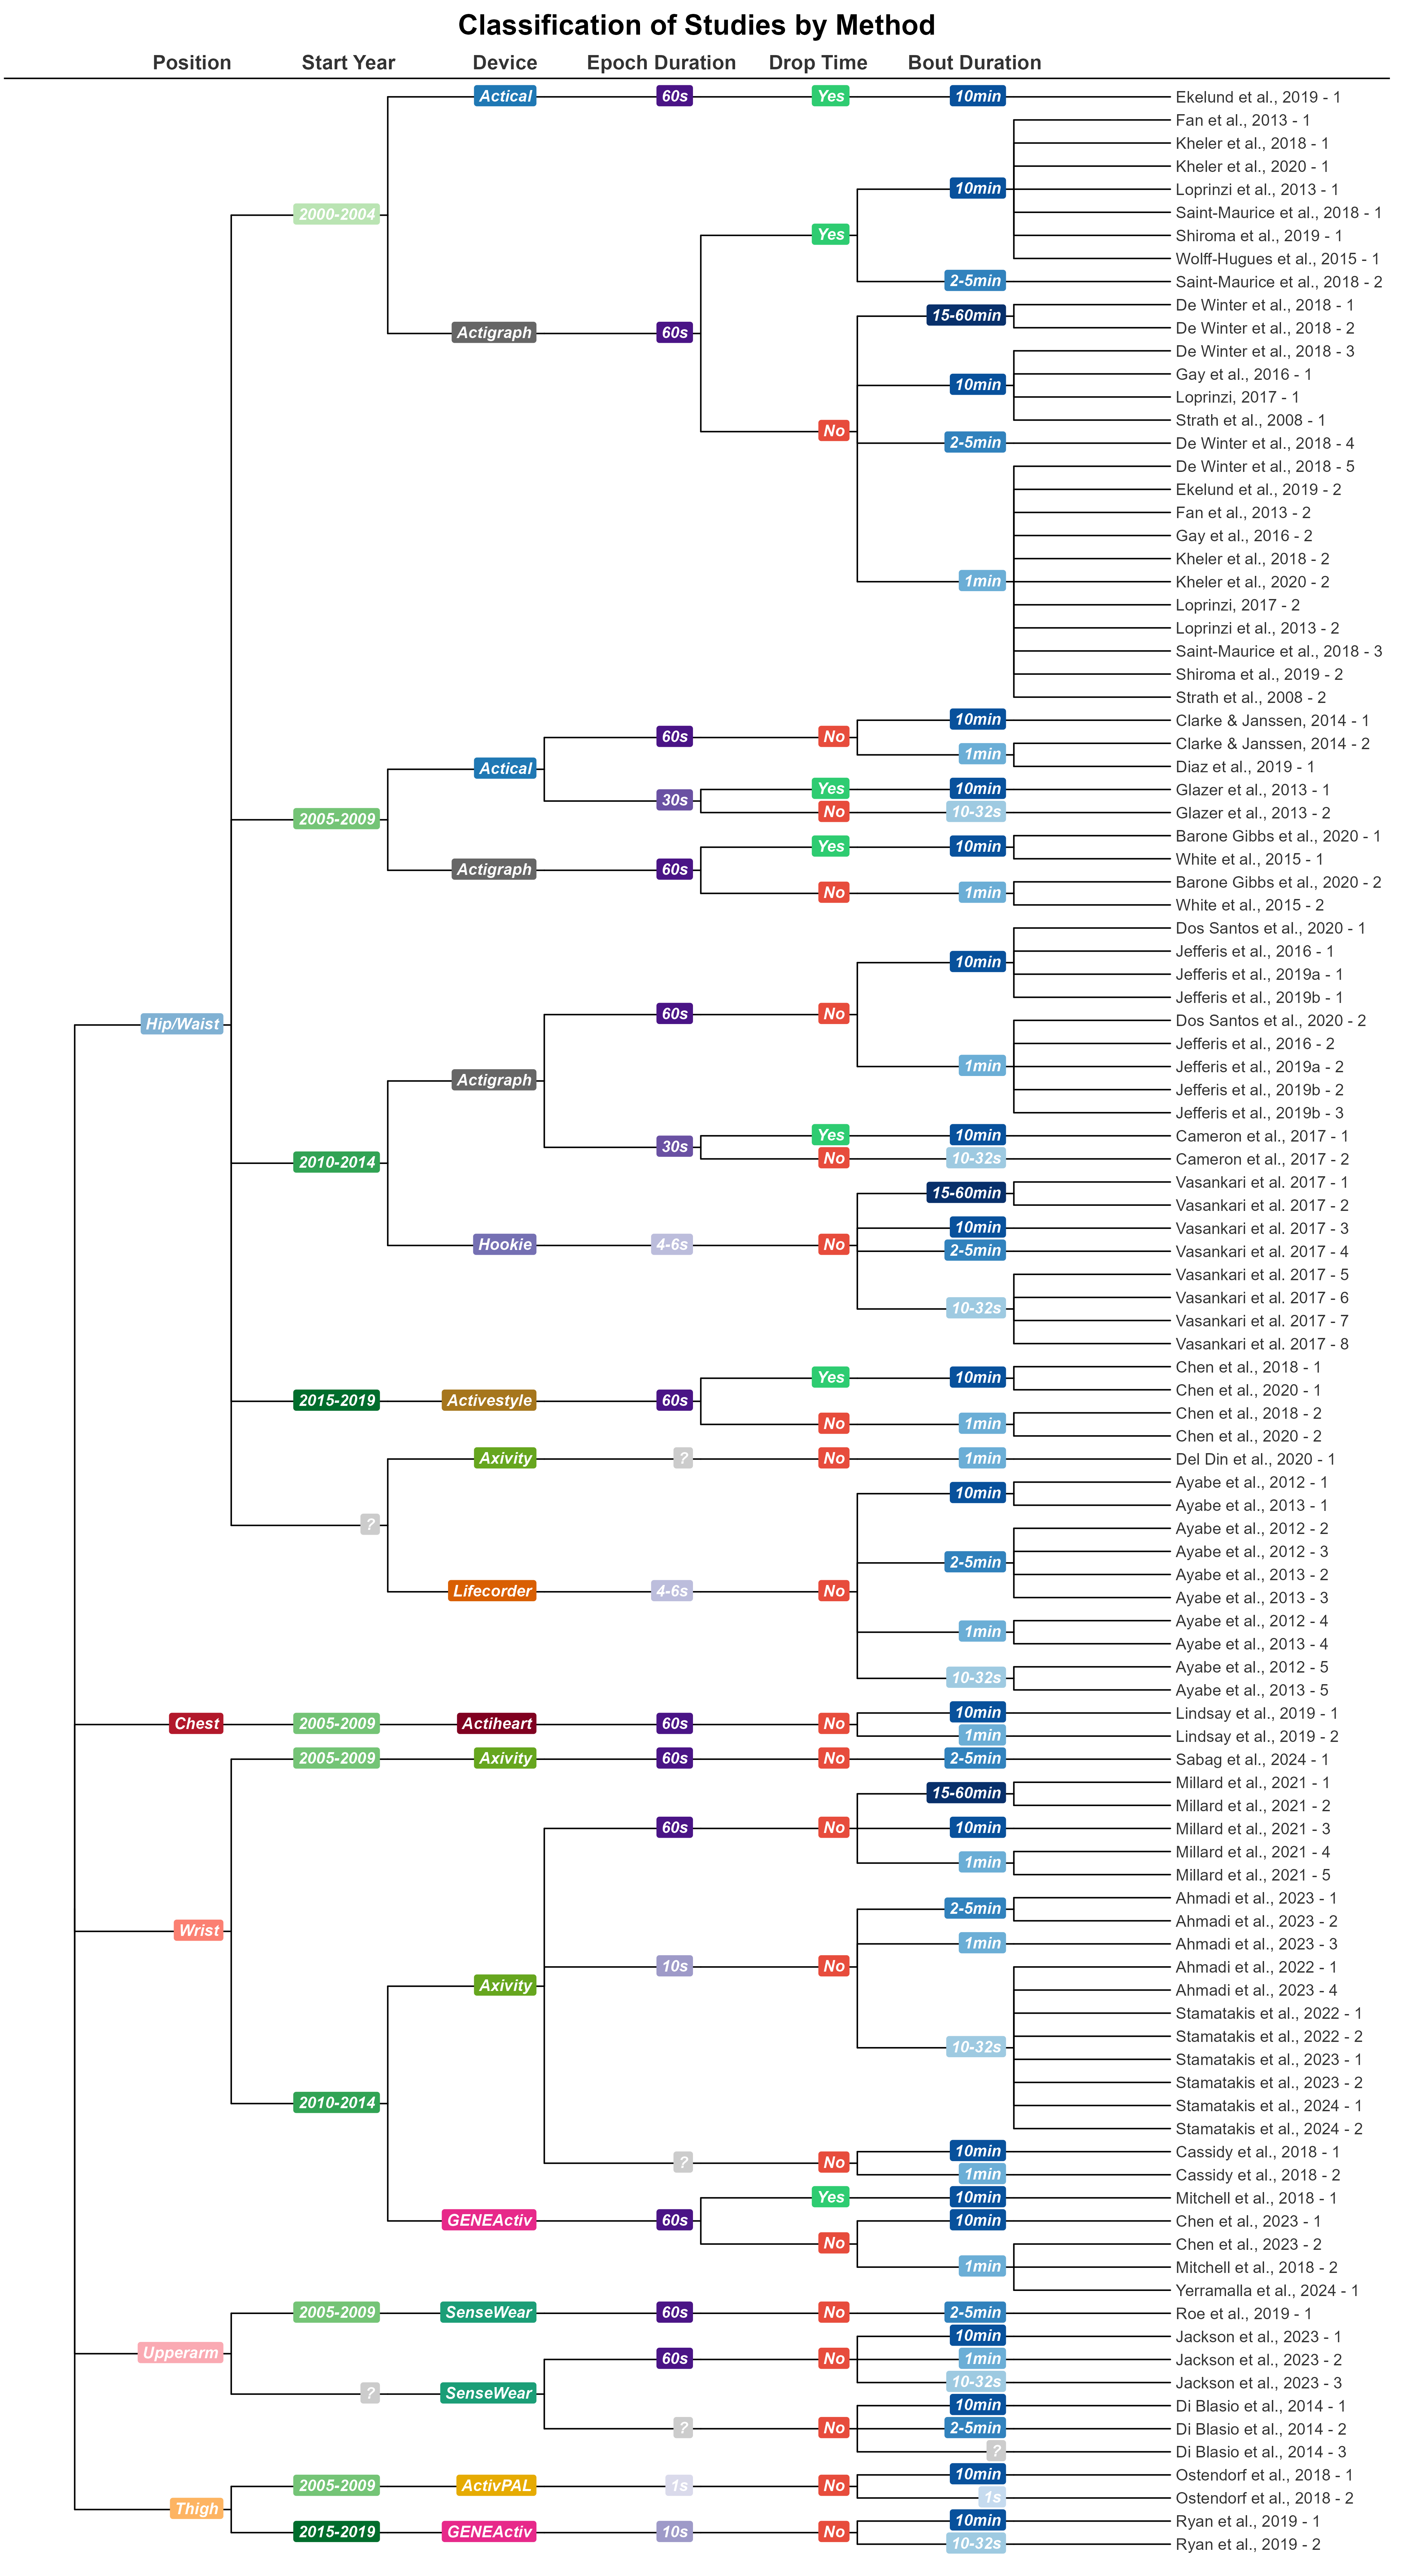 Classification of Studies by Method
Position Start Year Device Epoch Duration Drop Time Bout Duration
Actical 60s Yes 10min Ekelund et al., 2019 - 1
Fan et al., 2013 - 1
Kheler et al., 2018 - 1
Kheler et al., 2020 - 1
10min Loprinzi et al., 2013 - 1
2000-2004 Saint-Maurice et al., 2018 - 1
Yes Shiroma et al., 2019 - 1
Wolff-Hugues et al., 2015 - 1
2-5min Saint-Maurice et al., 2018 - 2
De Winter et al., 2018 - 1
15-60min
Actigraph 60s De Winter et al., 2018 - 2
De Winter et al., 2018 - 3
Gay et al., 2016 - 1
10min
Loprinzi, 2017 - 1
Strath et al., 2008 - 1
No
2-5min De Winter et al., 2018 - 4
De Winter et al., 2018 - 5
Ekelund et al., 2019 - 2
Fan et al., 2013 - 2
Gay et al., 2016 - 2
Kheler et al., 2018 - 2
1min Kheler et al., 2020 - 2
Loprinzi, 2017 - 2
Loprinzi et al., 2013 - 2
Saint-Maurice et al., 2018 - 3
Shiroma et al., 2019 - 2
Strath et al., 2008 - 2
10min Clarke & Janssen, 2014 - 1
60s No
Clarke & Janssen, 2014 - 2
1min
Actical Diaz et al., 2019 - 1
Yes 10min Glazer et al., 2013 - 1
30s
No 10-32s Glazer et al., 2013 - 2
2005-2009
Barone Gibbs et al., 2020 - 1
Yes 10min
White et al., 2015 - 1
Actigraph 60s
Barone Gibbs et al., 2020 - 2
No 1min
White et al., 2015 - 2
Dos Santos et al., 2020 - 1
Jefferis et al., 2016 - 1
10min
Jefferis et al., 2019a - 1
Jefferis et al., 2019b - 1
60s No
Hip/Waist Dos Santos et al., 2020 - 2
Jefferis et al., 2016 - 2
1min Jefferis et al., 2019a - 2
Actigraph Jefferis et al., 2019b - 2
Jefferis et al., 2019b - 3
Yes 10min Cameron et al., 2017 - 1
30s
No 10-32s Cameron et al., 2017 - 2
2010-2014
Vasankari et al. 2017 - 1
15-60min
Vasankari et al. 2017 - 2
10min Vasankari et al. 2017 - 3
Hookie 4-6s No 2-5min Vasankari et al. 2017 - 4
Vasankari et al. 2017 - 5
Vasankari et al. 2017 - 6
10-32s
Vasankari et al. 2017 - 7
Vasankari et al. 2017 - 8
Chen et al., 2018 - 1
Yes 10min
Chen et al., 2020 - 1
2015-2019 Activestyle 60s
Chen et al., 2018 - 2
No 1min
Chen et al., 2020 - 2
Axivity ? No 1min Del Din et al., 2020 - 1
Ayabe et al., 2012 - 1
10min
Ayabe et al., 2013 - 1
? Ayabe et al., 2012 - 2
Ayabe et al., 2012 - 3
2-5min
Ayabe et al., 2013 - 2
Lifecorder 4-6s No Ayabe et al., 2013 - 3
Ayabe et al., 2012 - 4
1min
Ayabe et al., 2013 - 4
Ayabe et al., 2012 - 5
10-32s
Ayabe et al., 2013 - 5
10min Lindsay et al., 2019 - 1
Chest 2005-2009 Actiheart 60s No
1min Lindsay et al., 2019 - 2
2005-2009 Axivity 60s No 2-5min Sabag et al., 2024 - 1
Millard et al., 2021 - 1
15-60min
Millard et al., 2021 - 2
60s No 10min Millard et al., 2021 - 3
Millard et al., 2021 - 4
1min
Millard et al., 2021 - 5
Ahmadi et al., 2023 - 1
2-5min
Wrist Ahmadi et al., 2023 - 2
1min Ahmadi et al., 2023 - 3
10s No Ahmadi et al., 2022 - 1
Axivity Ahmadi et al., 2023 - 4
Stamatakis et al., 2022 - 1
Stamatakis et al., 2022 - 2
10-32s
Stamatakis et al., 2023 - 1
Stamatakis et al., 2023 - 2
2010-2014 Stamatakis et al., 2024 - 1
Stamatakis et al., 2024 - 2
10min Cassidy et al., 2018 - 1
? No
1min Cassidy et al., 2018 - 2
Yes 10min Mitchell et al., 2018 - 1
GENEActiv 60s 10min Chen et al., 2023 - 1
No Chen et al., 2023 - 2
1min Mitchell et al., 2018 - 2
Yerramalla et al., 2024 - 1
2005-2009 SenseWear 60s No 2-5min Roe et al., 2019 - 1
10min Jackson et al., 2023 - 1
Upperarm 60s No 1min Jackson et al., 2023 - 2
10-32s Jackson et al., 2023 - 3
? SenseWear
10min Di Blasio et al., 2014 - 1
? No 2-5min Di Blasio et al., 2014 - 2
? Di Blasio et al., 2014 - 3
10min Ostendorf et al., 2018 - 1
2005-2009 ActivPAL 1s No
1s Ostendorf et al., 2018 - 2
Thigh
10min Ryan et al., 2019 - 1
2015-2019 GENEActiv 10s No
10-32s Ryan et al., 2019 - 2